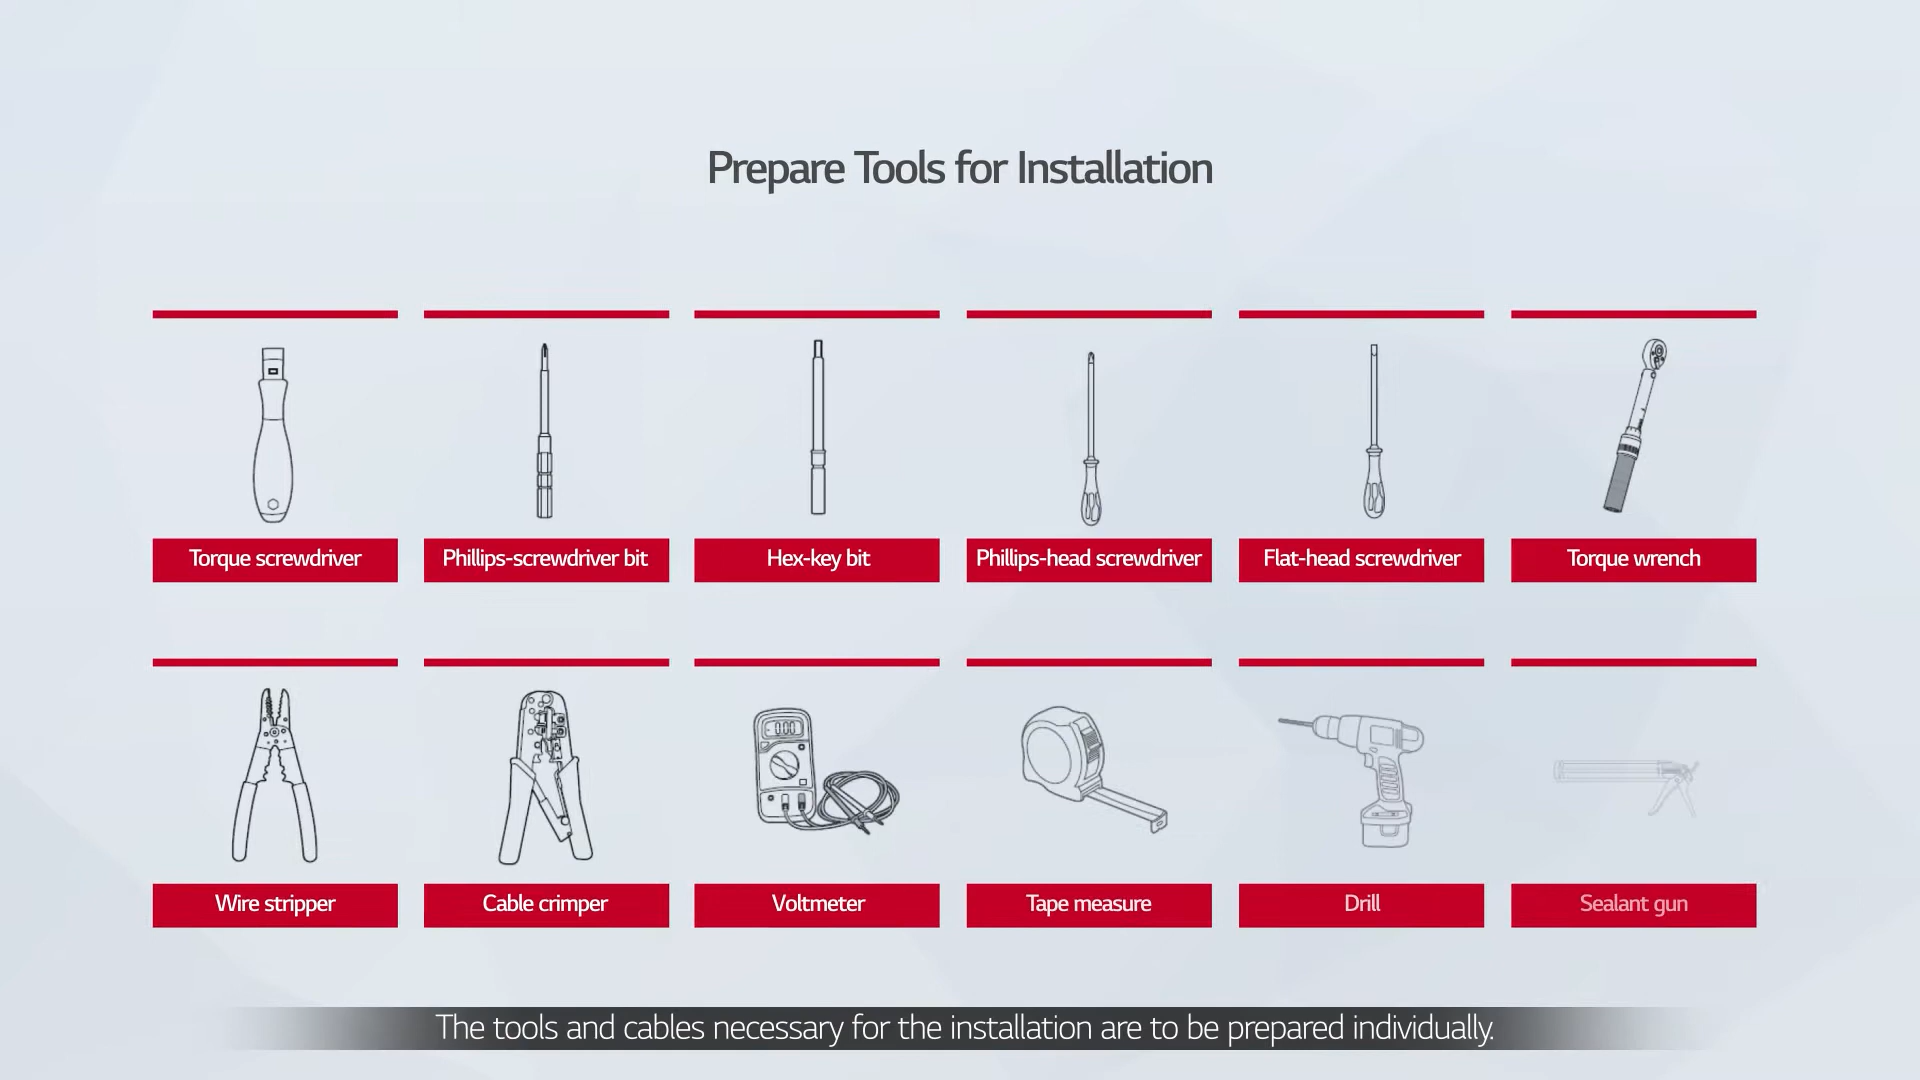 Prepare Tools for Installation
Torque screwdriver
Phillips-screwdriver bit
Hex-key bit
Phillips-head screwdriver
Flat-head screwdriver
Torque wrench
0.00
Wire stripper
Cable crimper
Voltmeter
Tape measure
Drill
Sealant gun
The tools and cables necessary for the installation are to be prepared individually.